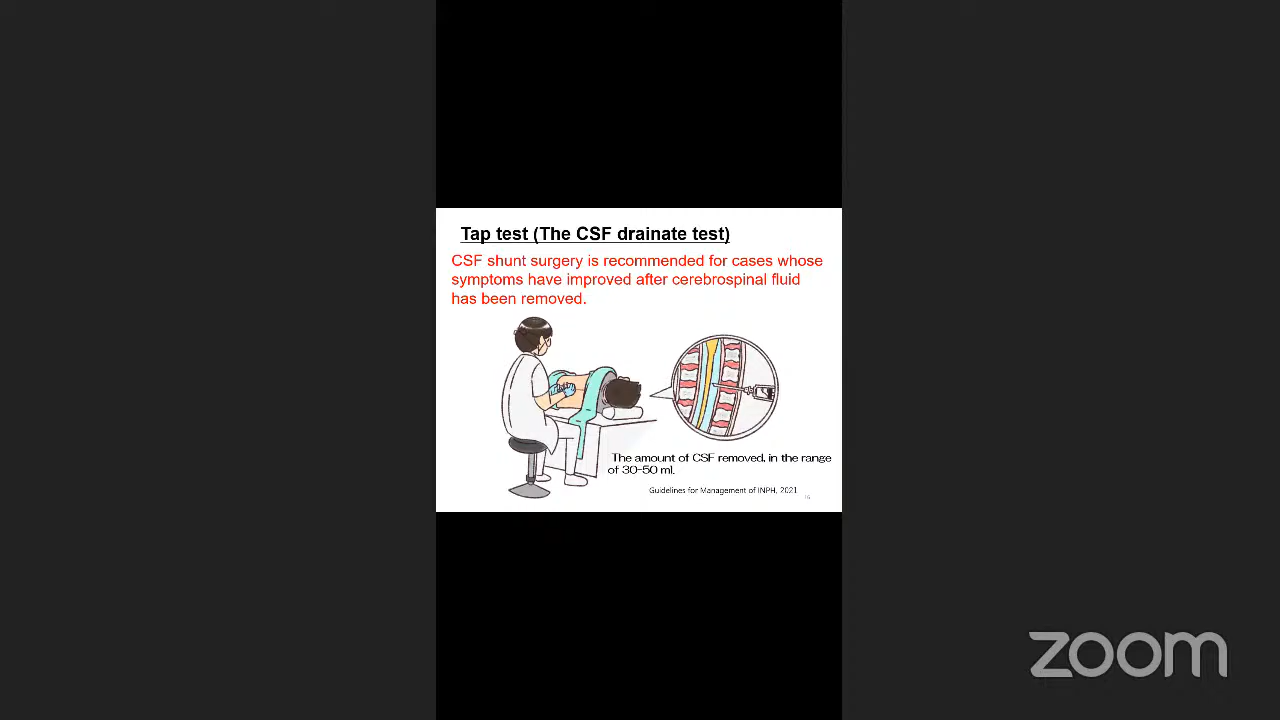 Tap test (The CSF drainate test)
CSF shunt surgery is recommended for cases whose
symptoms have improved after cerebrospinal fluid
has been removed.
The amount of CSF removed, in the range
of 30-50 ml.
Guidelines for Management of INPH, 2021
16
zoom